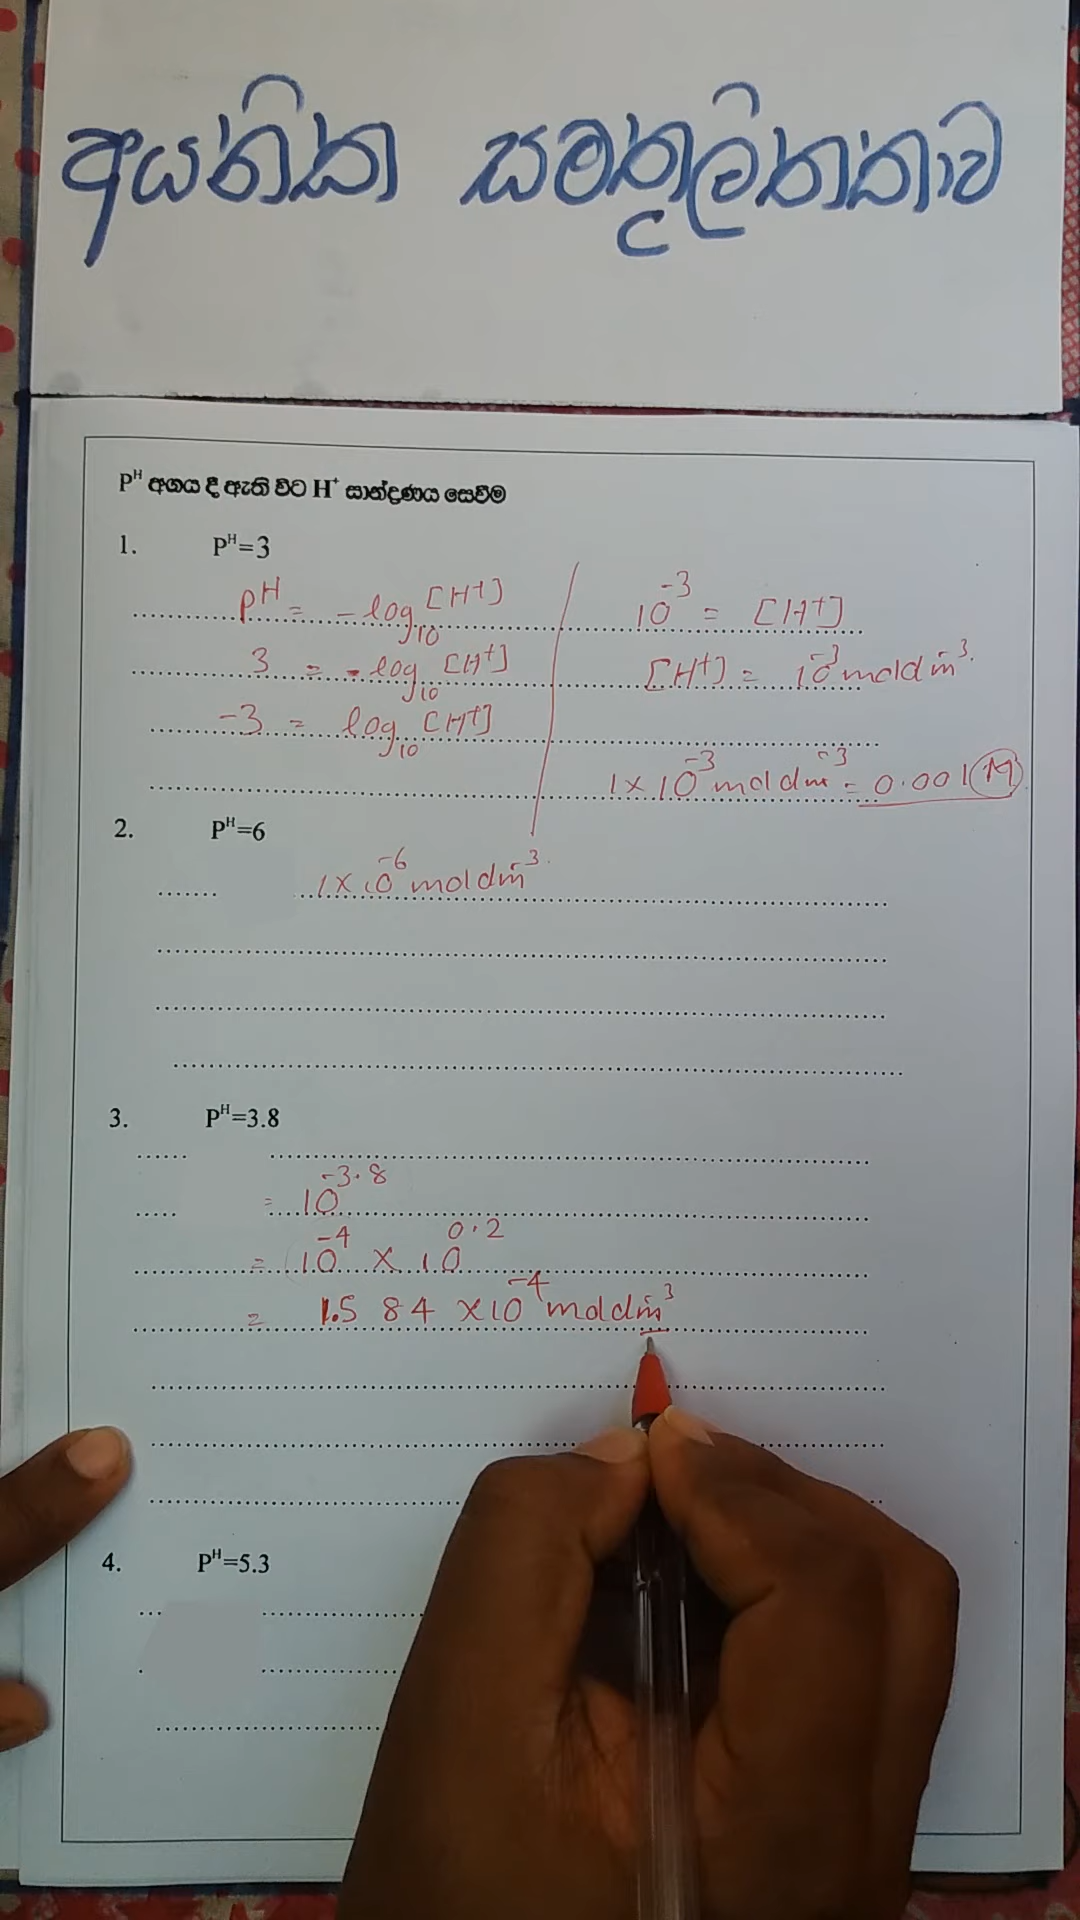 අයනික සමතුලිතතාව
P^H අගය දී ඇති විට H⁺ සාන්ද්‍රණය සෙවීම
1. P^H=3
pH = -log₁₀ [H+]
3 = -log₁₀ [H+]
-3 = log₁₀ [H+]
10⁻³ = [H+]
[H+] = 10⁻³ mol dm⁻³.
1 x 10⁻³ mol dm⁻³ = 0.001 M
2. P^H=6
1 x 10⁻⁶ mol dm⁻³.
3. P^H=3.8
= 10^-3.8
= 10⁻⁴ x 10^0.2
= 1.584 x 10⁻⁴ mol dm⁻³
4. P^H=5.3